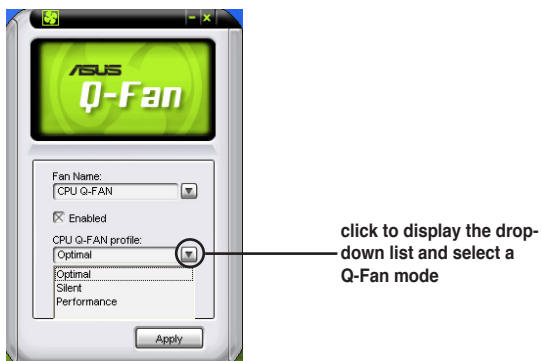 ASUS
Q-Fan
Fan Name:
CPU Q-FAN
Enabled
CPU Q-FAN profile:
Optimal
Optimal
Silent
Performance
Apply
click to display the drop-
down list and select a
Q-Fan mode